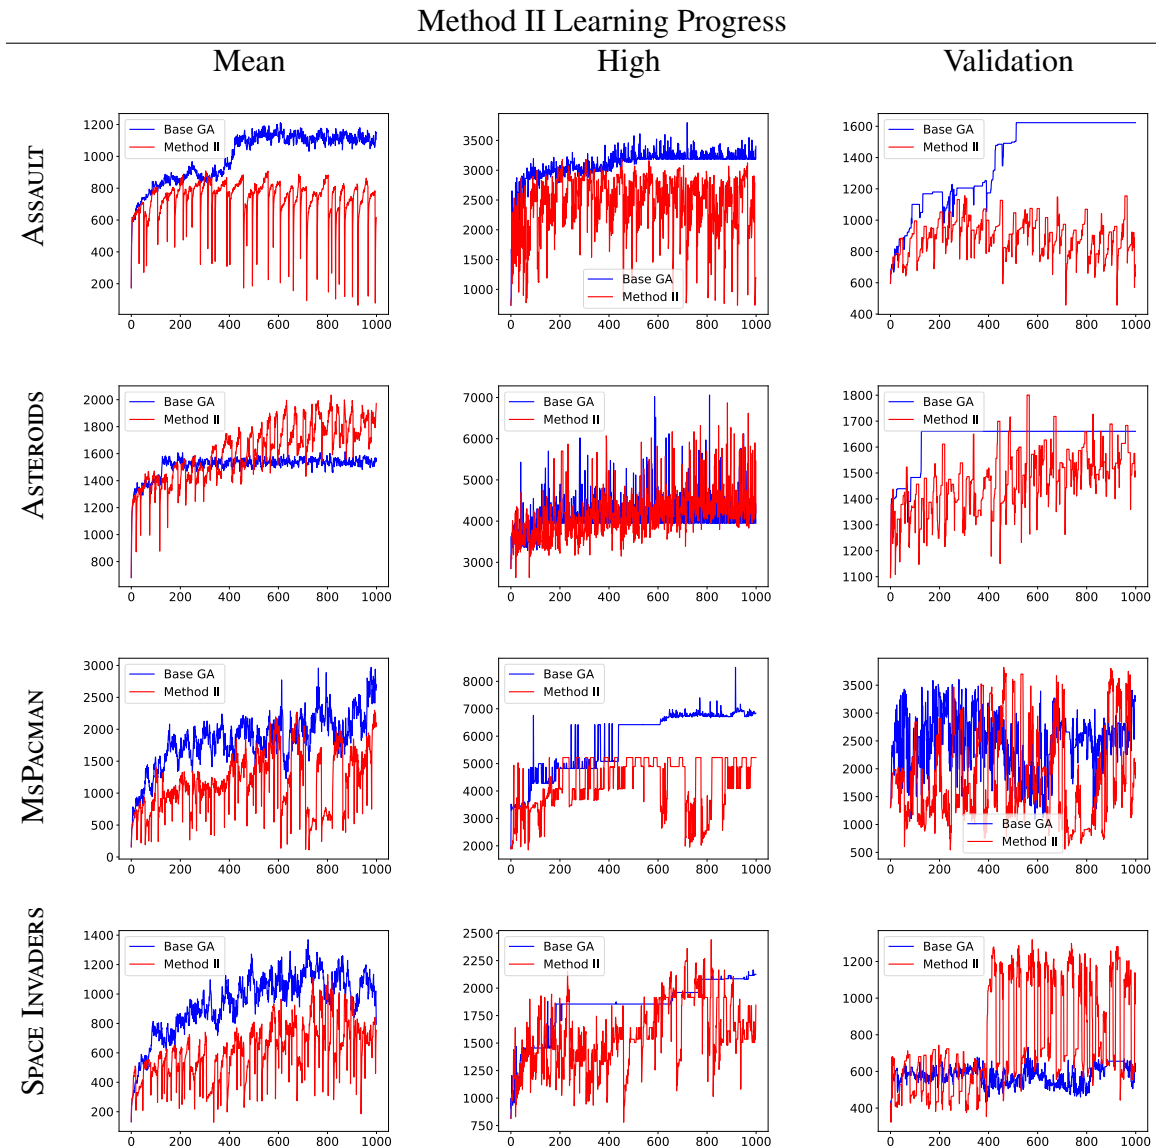 Method II Learning Progress
Mean High Validation
ASSAULT
1200
1000
800
600
400
200
0 200 400 600 800 1000
Base GA
Method II
3500
3000
2500
2000
1500
1000
0 200 400 600 800 1000
Base GA
Method II
1600
1400
1200
1000
800
600
400
0 200 400 600 800 1000
Base GA
Method II
ASTEROIDS
2000
1800
1600
1400
1200
1000
800
0 200 400 600 800 1000
Base GA
Method II
7000
6000
5000
4000
3000
0 200 400 600 800 1000
Base GA
Method II
1800
1700
1600
1500
1400
1300
1200
1100
0 200 400 600 800 1000
Base GA
Method II
MSPACMAN
3000
2500
2000
1500
1000
500
0
0 200 400 600 800 1000
Base GA
Method II
8000
7000
6000
5000
4000
3000
2000
0 200 400 600 800 1000
Base GA
Method II
3500
3000
2500
2000
1500
1000
500
0 200 400 600 800 1000
Base GA
Method II
SPACE INVADERS
1400
1200
1000
800
600
400
200
0 200 400 600 800 1000
Base GA
Method II
2500
2250
2000
1750
1500
1250
1000
750
0 200 400 600 800 1000
Base GA
Method II
1200
1000
800
600
400
0 200 400 600 800 1000
Base GA
Method II